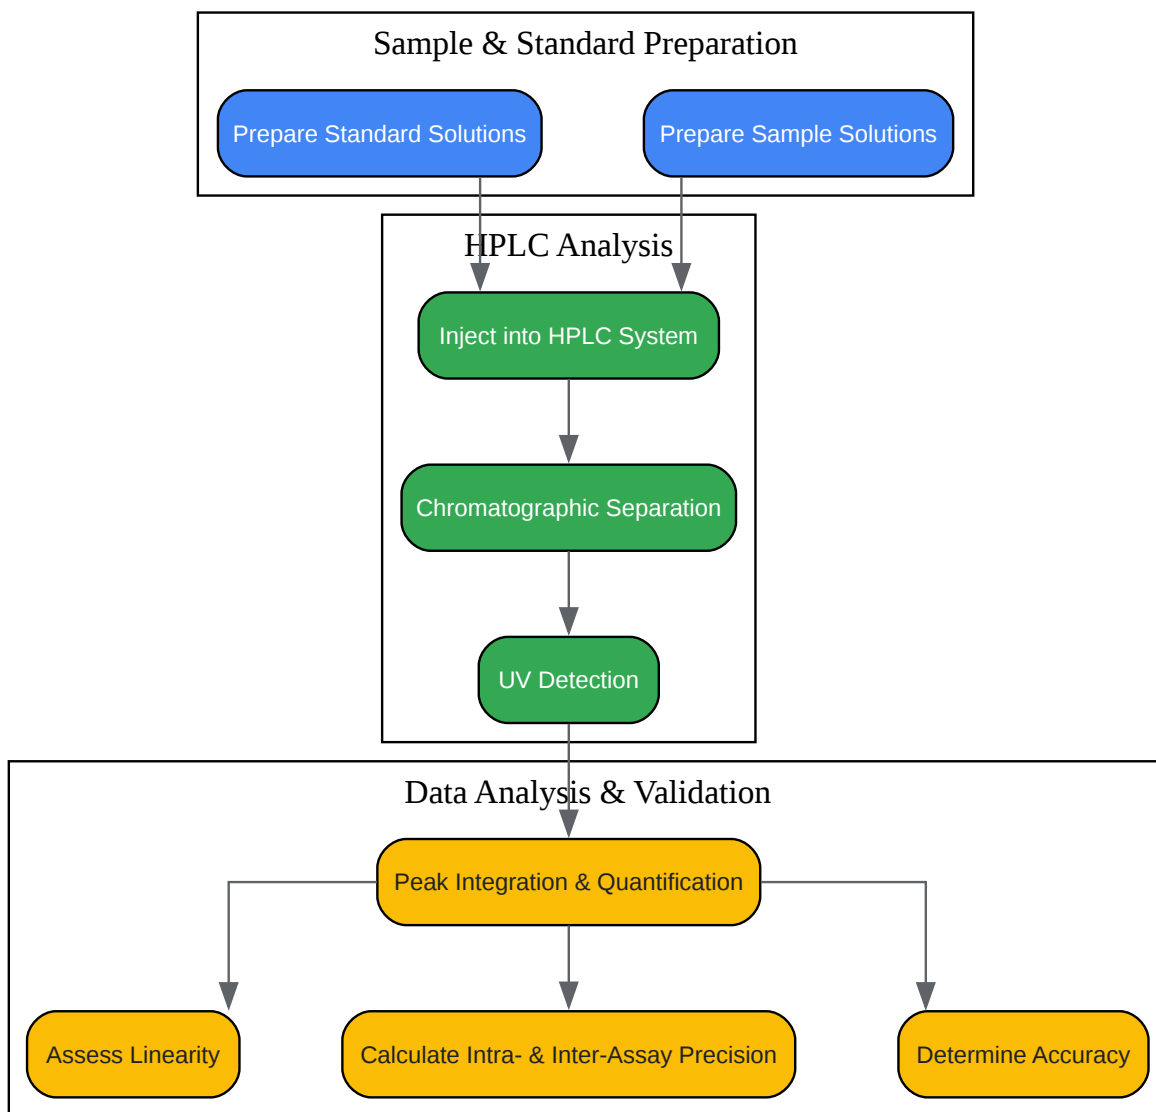 Sample & Standard Preparation
Prepare Standard Solutions
Prepare Sample Solutions
HPLC Analysis
Inject into HPLC System
Chromatographic Separation
UV Detection
Data Analysis & Validation
Peak Integration & Quantification
Assess Linearity
Calculate Intra- & Inter-Assay Precision
Determine Accuracy